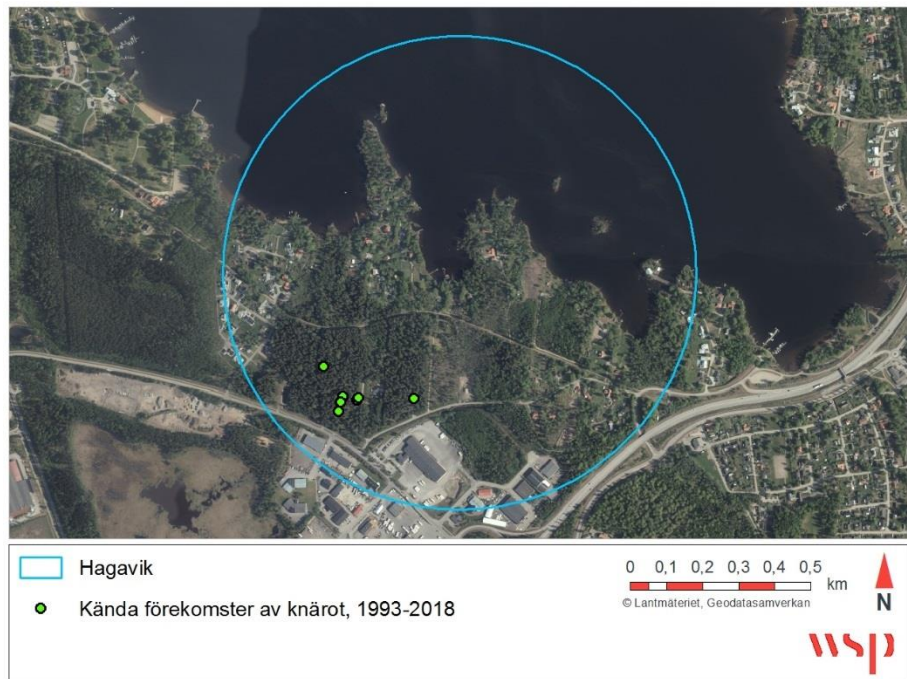 Hagavik
Kända förekomster av knärot, 1993-2018
0 0,1 0,2 0,3 0,4 0,5
km
© Lantmäteriet, Geodatasamverkan
N
wsp